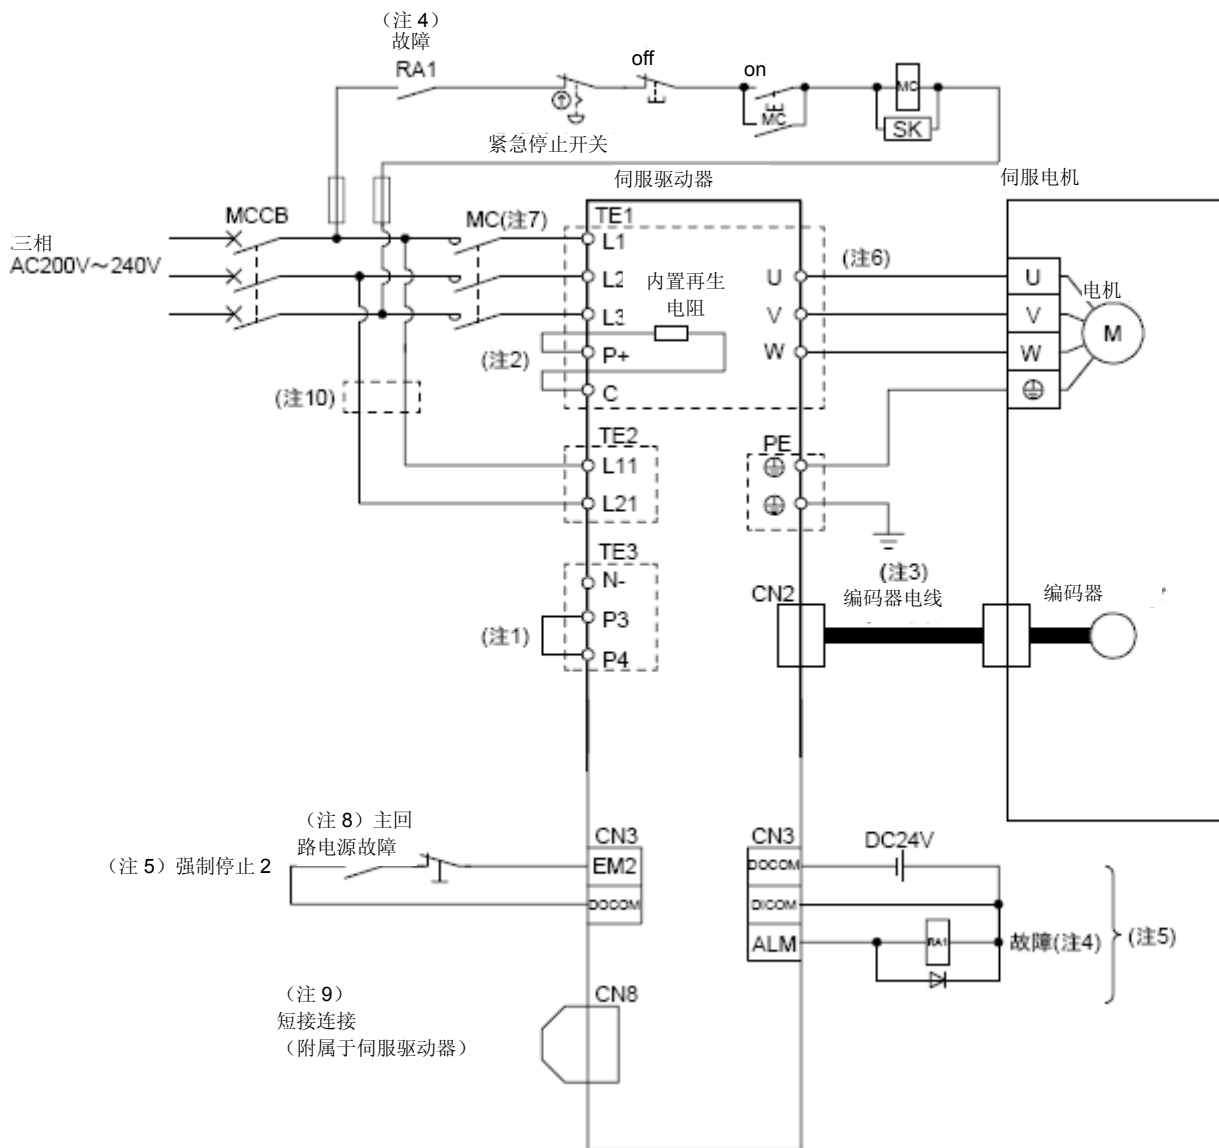 （注 4）
故障
RA1
off
on
MC
MC
SK
紧急停止开关
伺服驱动器
伺服电机
MCCB
MC(注7)
TE1
三相
AC200V～240V
L1
L2
L3
P+
C
内置再生
电阻
U
V
W
(注6)
U
V
W
电机
M
(注2)
(注10)
TE2
L11
L21
PE
TE3
N-
P3
P4
(注1)
(注3)
CN2
编码器电线
编码器
（注 8）主回
路电源故障
（注 5）强制停止 2
CN3
EM2
DOCOM
CN3
DOCOM
DICOM
ALM
DC24V
RA1
故障(注4)
(注5)
（注 9）
短接连接
（附属于伺服驱动器）
CN8